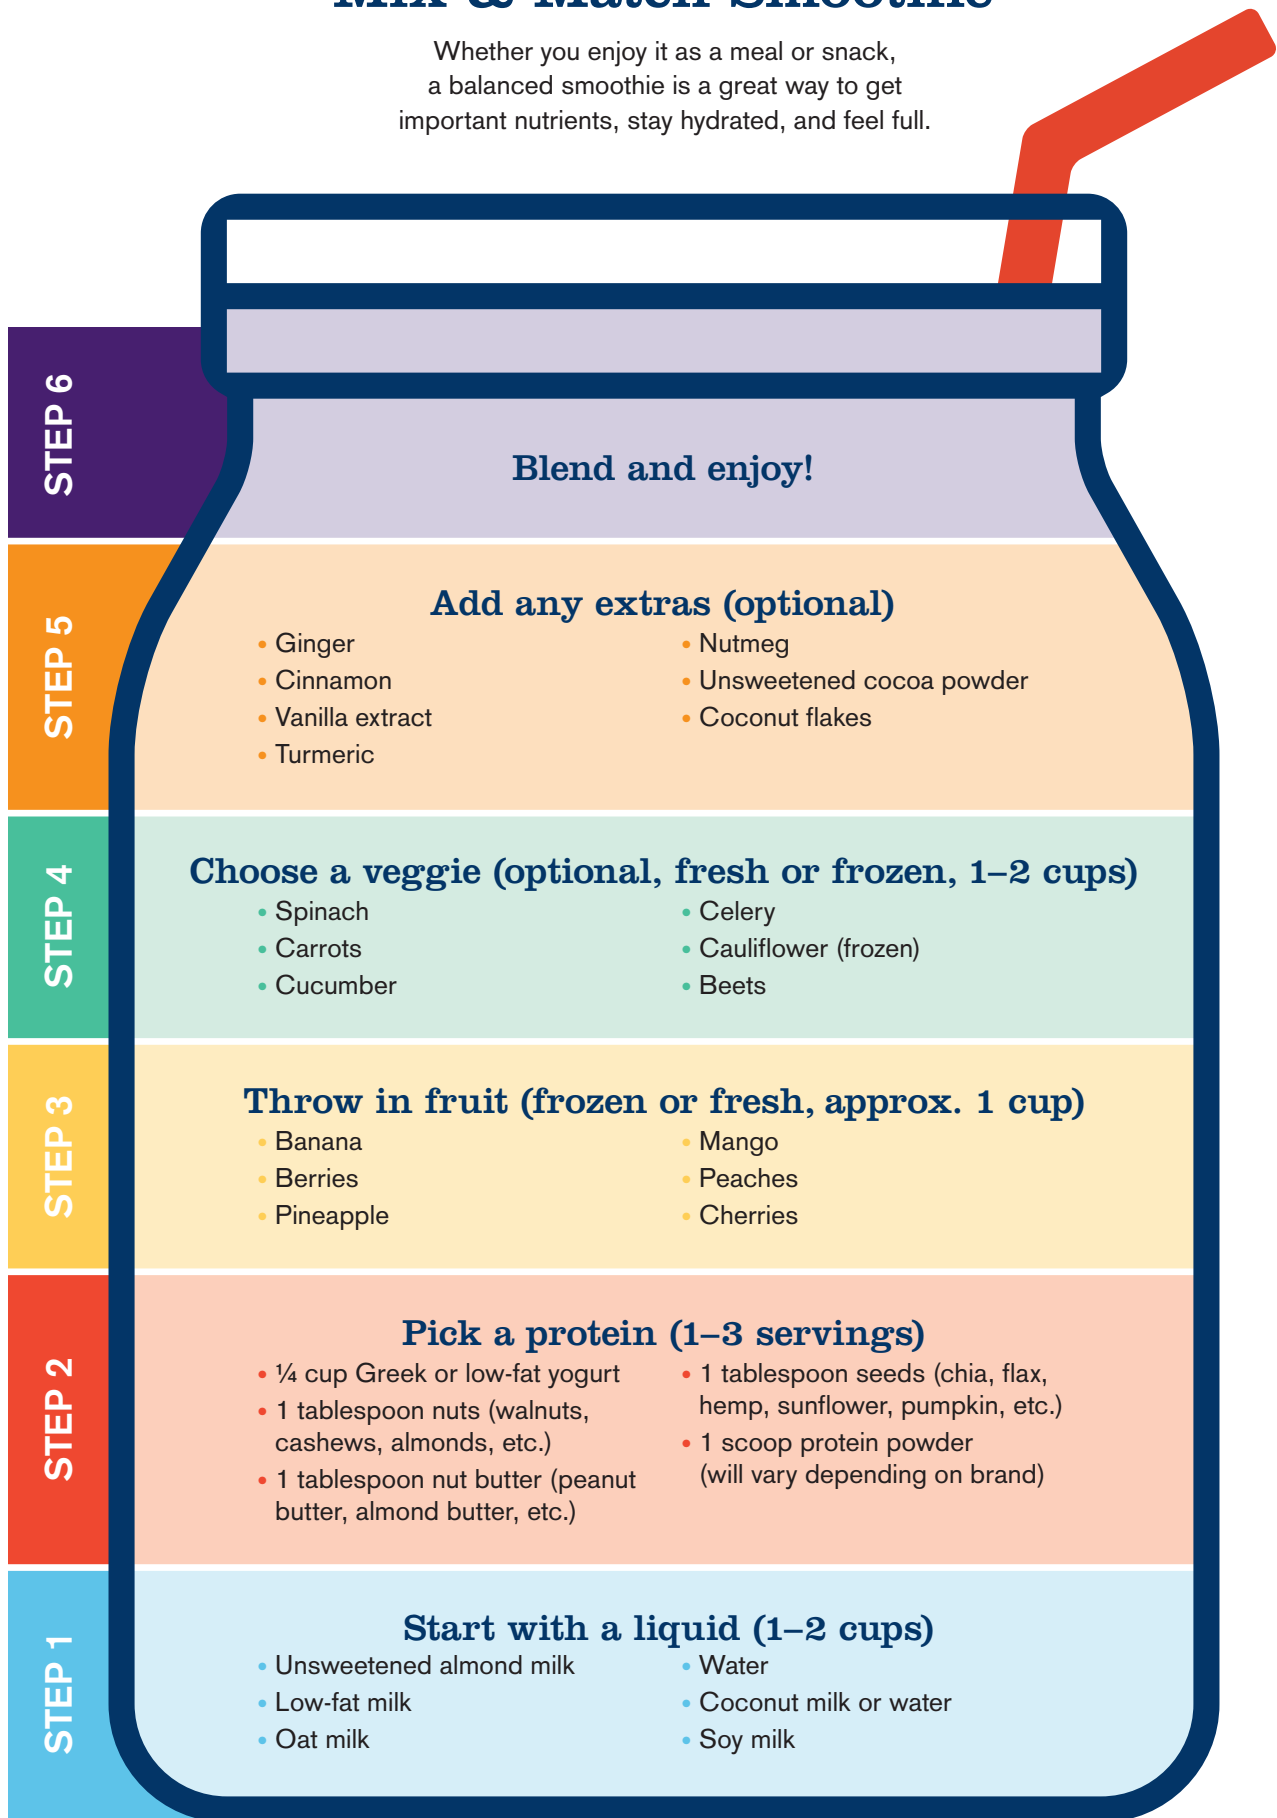 Mix & Match Smoothie
Whether you enjoy it as a meal or snack,
a balanced smoothie is a great way to get
important nutrients, stay hydrated, and feel full.
STEP 6
Blend and enjoy!
STEP 5
Add any extras (optional)
• Ginger
• Cinnamon
• Vanilla extract
• Turmeric
• Nutmeg
• Unsweetened cocoa powder
• Coconut flakes
STEP 4
Choose a veggie (optional, fresh or frozen, 1–2 cups)
• Spinach
• Carrots
• Cucumber
• Celery
• Cauliflower (frozen)
• Beets
STEP 3
Throw in fruit (frozen or fresh, approx. 1 cup)
• Banana
• Berries
• Pineapple
• Mango
• Peaches
• Cherries
STEP 2
Pick a protein (1–3 servings)
• ¼ cup Greek or low-fat yogurt
• 1 tablespoon nuts (walnuts,
cashews, almonds, etc.)
• 1 tablespoon nut butter (peanut
butter, almond butter, etc.)
• 1 tablespoon seeds (chia, flax,
hemp, sunflower, pumpkin, etc.)
• 1 scoop protein powder
(will vary depending on brand)
STEP 1
Start with a liquid (1–2 cups)
• Unsweetened almond milk
• Low-fat milk
• Oat milk
• Water
• Coconut milk or water
• Soy milk